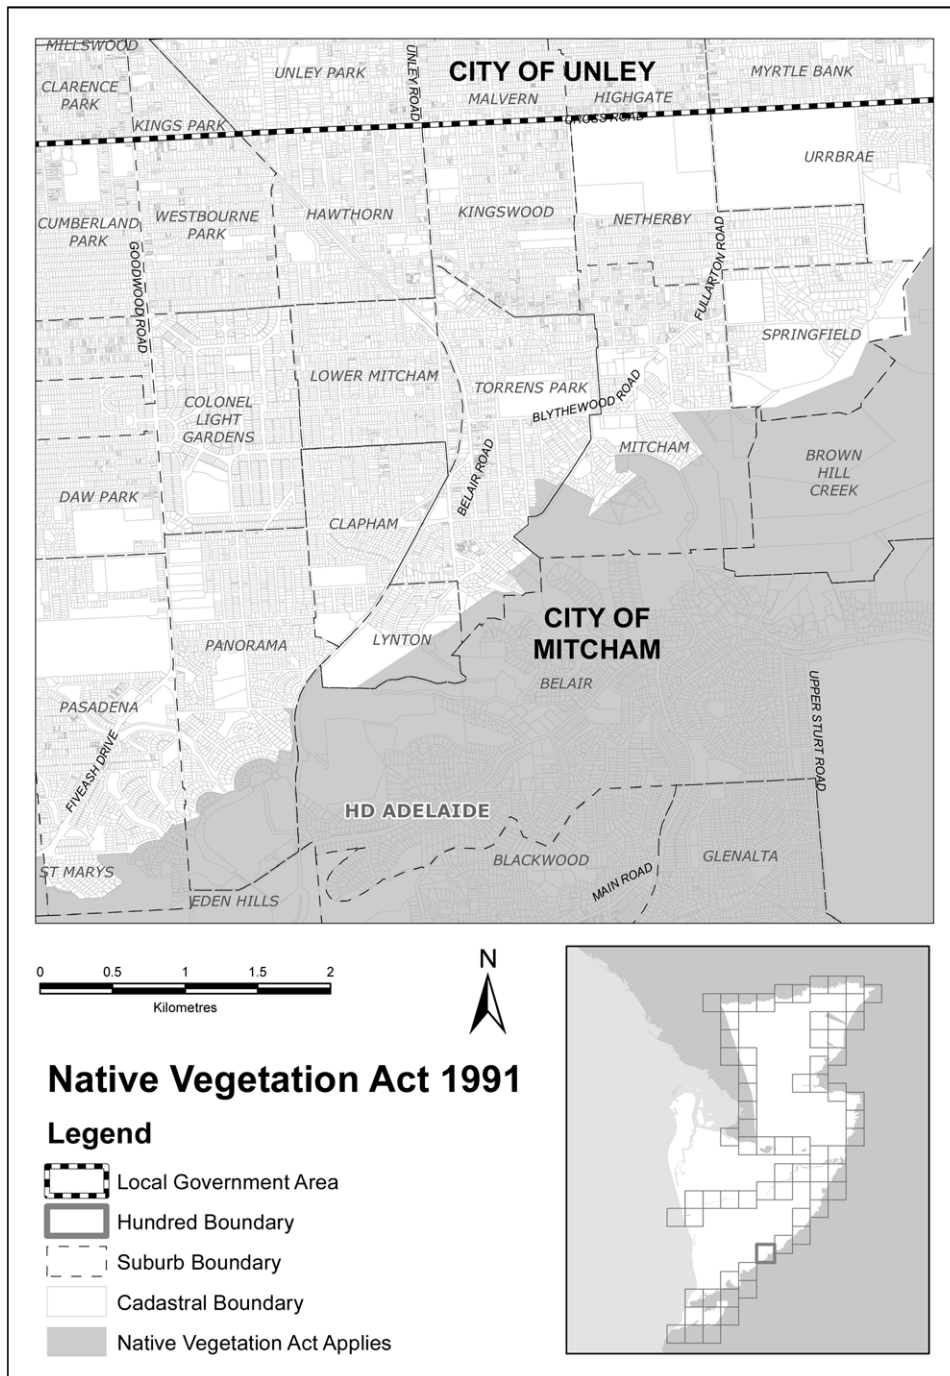 MILLSWOOD
CLARENCE
PARK
UNLEY PARK
UNLEY ROAD
CITY OF UNLEY
MALVERN
HIGHGATE
MYRTLE BANK
KINGS PARK
CROSS ROAD
URRBRAE
CUMBERLAND
PARK
WESTBOURNE
PARK
HAWTHORN
KINGSWOOD
NETHERBY
GOODWOOD ROAD
FULLARTON ROAD
SPRINGFIELD
LOWER MITCHAM
TORRENS PARK
BLYTHEWOOD ROAD
COLONEL
LIGHT
GARDENS
MITCHAM
BROWN
HILL
CREEK
DAW PARK
BELAIR ROAD
CLAPHAM
CITY OF
MITCHAM
PANORAMA
LYNTON
BELAIR
PASADENA
UPPER STURT ROAD
FIVEASH DRIVE
HD ADELAIDE
ST MARYS
BLACKWOOD
GLENALTA
MAIN ROAD
EDEN HILLS
0 0.5 1 1.5 2
Kilometres
N
Native Vegetation Act 1991
Legend
Local Government Area
Hundred Boundary
Suburb Boundary
Cadastral Boundary
Native Vegetation Act Applies